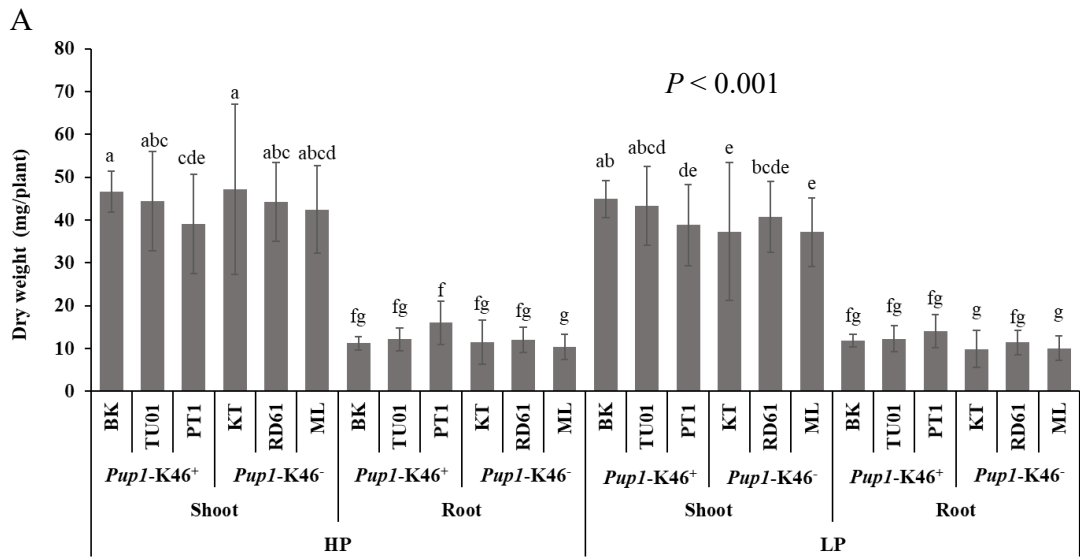 A
80
70
60
50
40
30
20
10
0
Dry weight (mg/plant)
P < 0.001
a abc cde a abc abcd fg fg f fg fg g ab abcd de e bcde e fg fg fg g fg g
BK TU01 PT1 KT RD61 ML BK TU01 PT1 KT RD61 ML BK TU01 PT1 KT RD61 ML BK TU01 PT1 KT RD61 ML
Pup1-K46⁺ Pup1-K46⁻ Pup1-K46⁺ Pup1-K46⁻ Pup1-K46⁺ Pup1-K46⁻ Pup1-K46⁺ Pup1-K46⁻
Shoot Root Shoot Root
HP LP